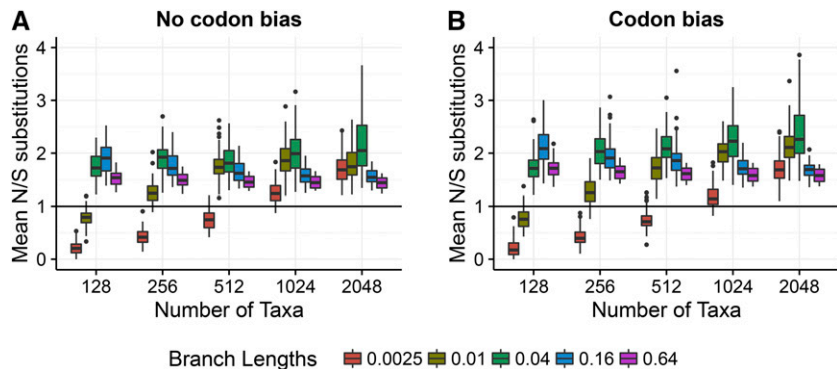 A
No codon bias
Mean N/S substitutions
4
3
2
1
0
128 256 512 1024 2048
Number of Taxa
B
Codon bias
Mean N/S substitutions
4
3
2
1
0
128 256 512 1024 2048
Number of Taxa
Branch Lengths 0.0025 0.01 0.04 0.16 0.64